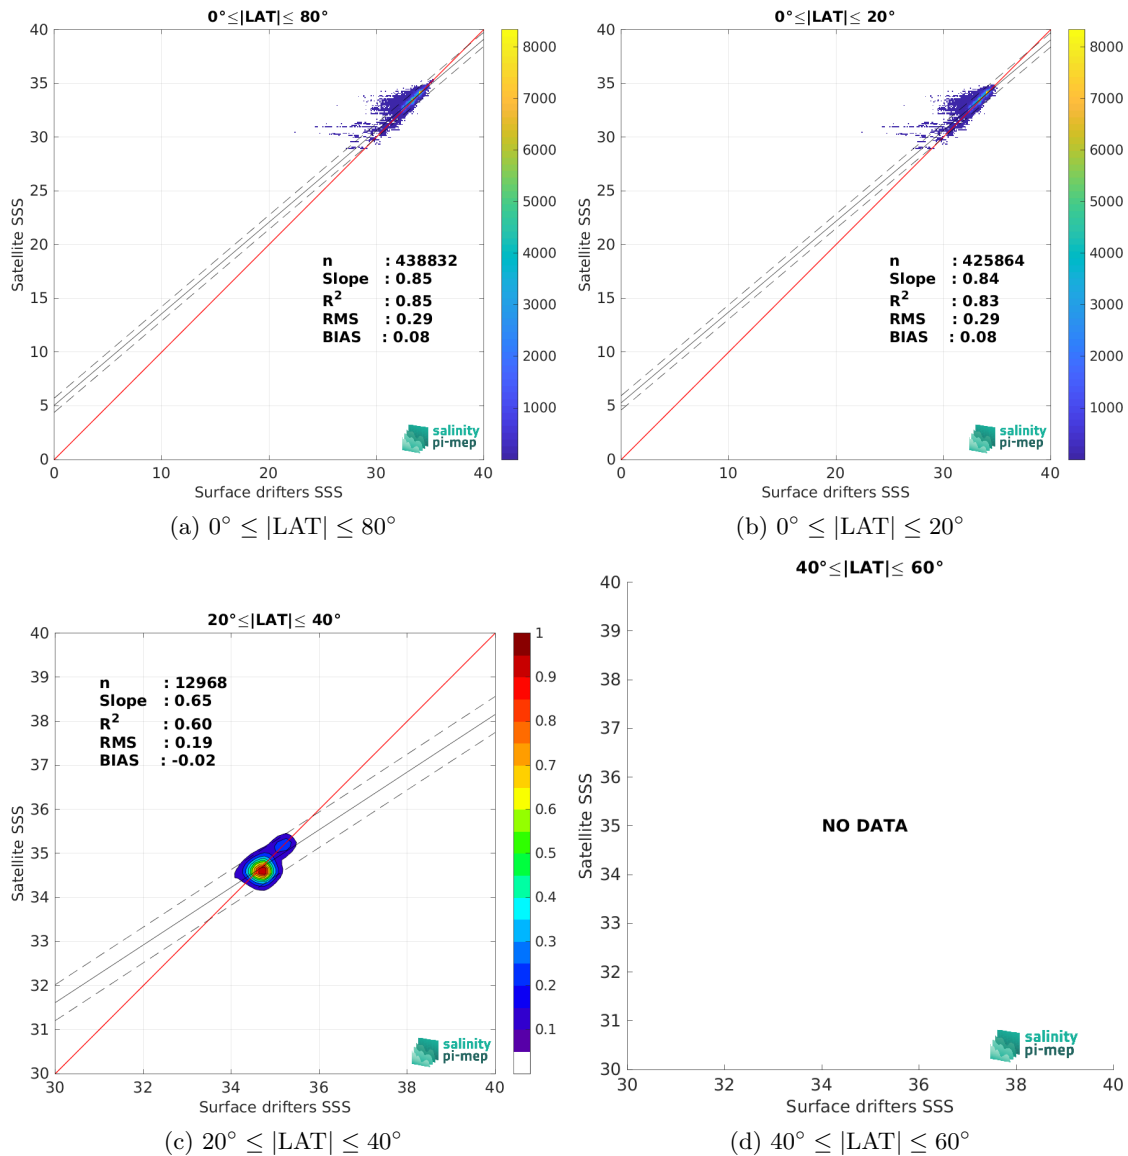 0°≤|LAT|≤ 80°
Satellite SSS
40
35
30
25
20
15
10
5
0
n : 438832
Slope : 0.85
R² : 0.85
RMS : 0.29
BIAS : 0.08
salinity
pi-mep
0 10 20 30 40
Surface drifters SSS
8000
7000
6000
5000
4000
3000
2000
1000
(a) 0° ≤ |LAT| ≤ 80°
0°≤|LAT|≤ 20°
Satellite SSS
40
35
30
25
20
15
10
5
0
n : 425864
Slope : 0.84
R² : 0.83
RMS : 0.29
BIAS : 0.08
salinity
pi-mep
0 10 20 30 40
Surface drifters SSS
8000
7000
6000
5000
4000
3000
2000
1000
(b) 0° ≤ |LAT| ≤ 20°
20°≤|LAT|≤ 40°
Satellite SSS
40
39
38
37
36
35
34
33
32
31
30
n : 12968
Slope : 0.65
R² : 0.60
RMS : 0.19
BIAS : -0.02
salinity
pi-mep
30 32 34 36 38 40
Surface drifters SSS
1
0.9
0.8
0.7
0.6
0.5
0.4
0.3
0.2
0.1
(c) 20° ≤ |LAT| ≤ 40°
40°≤|LAT|≤ 60°
Satellite SSS
40
39
38
37
36
35
34
33
32
31
30
NO DATA
salinity
pi-mep
30 32 34 36 38 40
Surface drifters SSS
(d) 40° ≤ |LAT| ≤ 60°